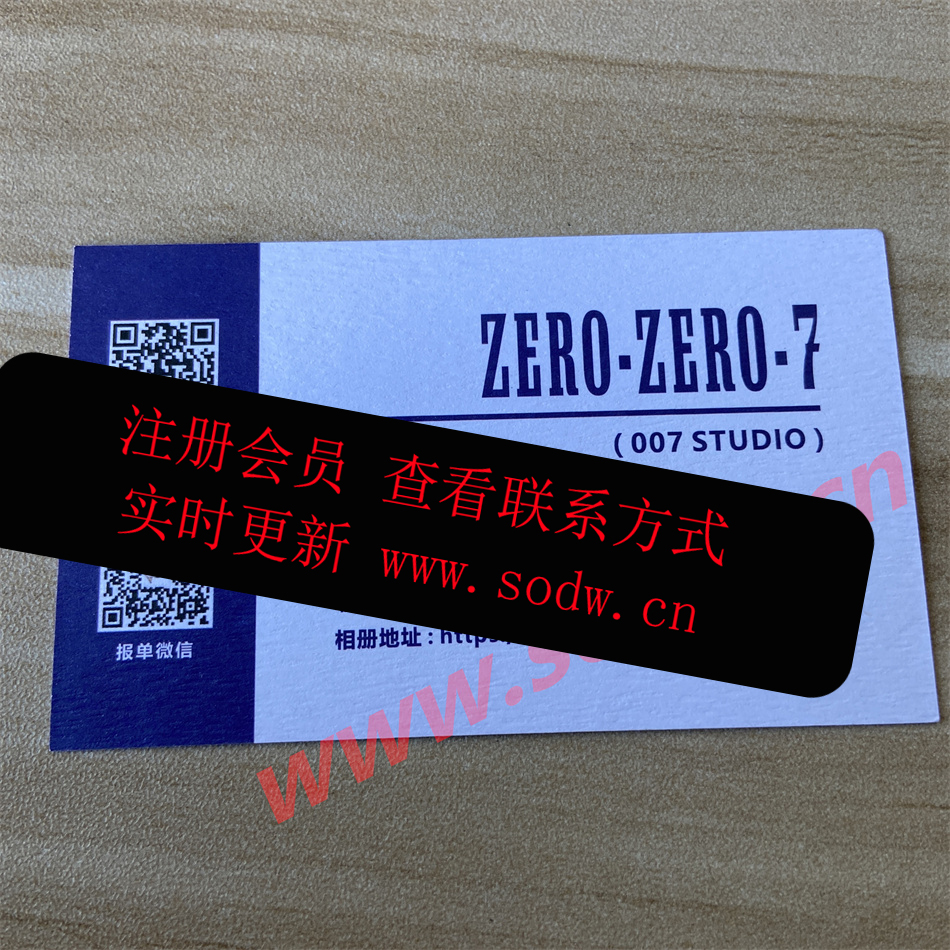 ZERO-ZERO-7
( 007 STUDIO )
注册会员 查看联系方式
实时更新 www.sodw.cn
相册地址：https
报单微信